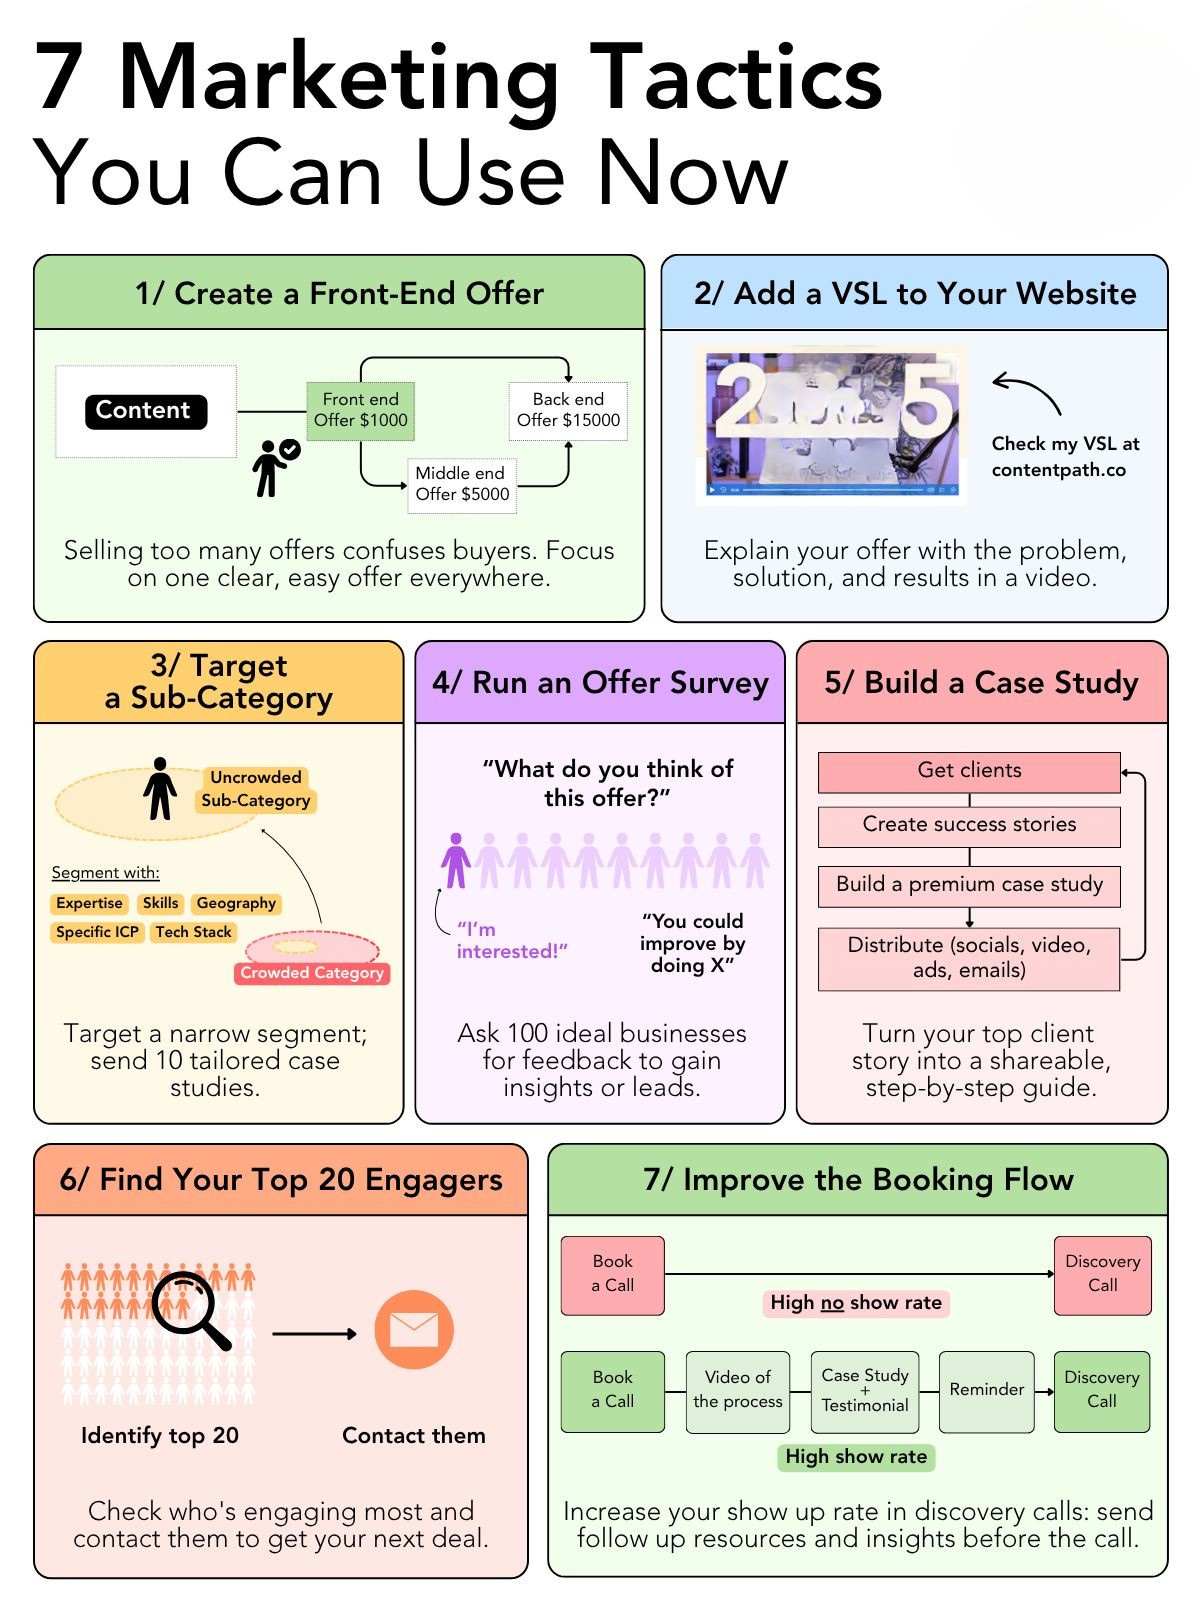 7 Marketing Tactics
You Can Use Now
1/ Create a Front-End Offer
Content
Front end
Offer $1000
Back end
Offer $15000
Middle end
Offer $5000
Selling too many offers confuses buyers. Focus
on one clear, easy offer everywhere.
2/ Add a VSL to Your Website
2 5
Check my VSL at
contentpath.co
Explain your offer with the problem,
solution, and results in a video.
3/ Target
a Sub-Category
Uncrowded
Sub-Category
Segment with:
Expertise Skills Geography
Specific ICP Tech Stack
Crowded Category
Target a narrow segment;
send 10 tailored case
studies.
4/ Run an Offer Survey
“What do you think of
this offer?”
“I’m
interested!”
“You could
improve by
doing X”
Ask 100 ideal businesses
for feedback to gain
insights or leads.
5/ Build a Case Study
Get clients
Create success stories
Build a premium case study
Distribute (socials, video,
ads, emails)
Turn your top client
story into a shareable,
step-by-step guide.
6/ Find Your Top 20 Engagers
Identify top 20
Contact them
Check who's engaging most and
contact them to get your next deal.
7/ Improve the Booking Flow
Book
a Call
Discovery
Call
High no show rate
Book
a Call
Video of
the process
Case Study
+
Testimonial
Reminder
Discovery
Call
High show rate
Increase your show up rate in discovery calls: send
follow up resources and insights before the call.